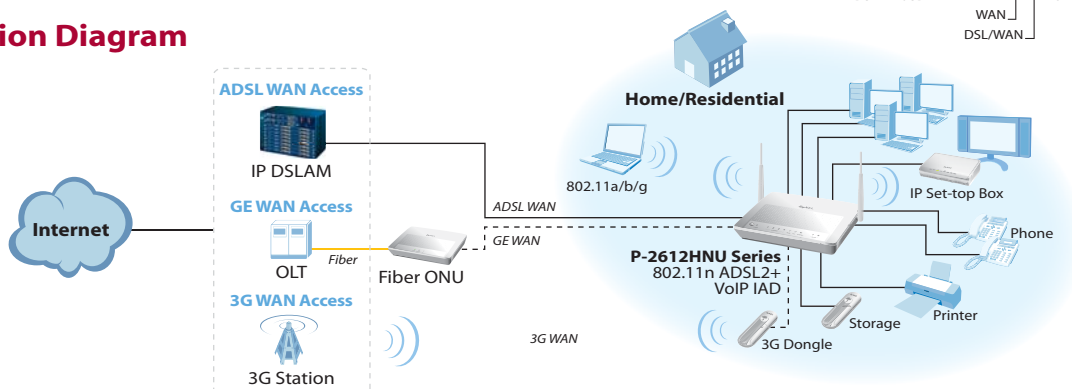 ion Diagram
WAN
DSL/WAN
ADSL WAN Access
IP DSLAM
GE WAN Access
OLT
Fiber
Fiber ONU
3G WAN Access
3G Station
Internet
ADSL WAN
GE WAN
3G WAN
Home/Residential
802.11a/b/g
P-2612HNU Series
802.11n ADSL2+
VoIP IAD
IP Set-top Box
Phone
Printer
Storage
3G Dongle